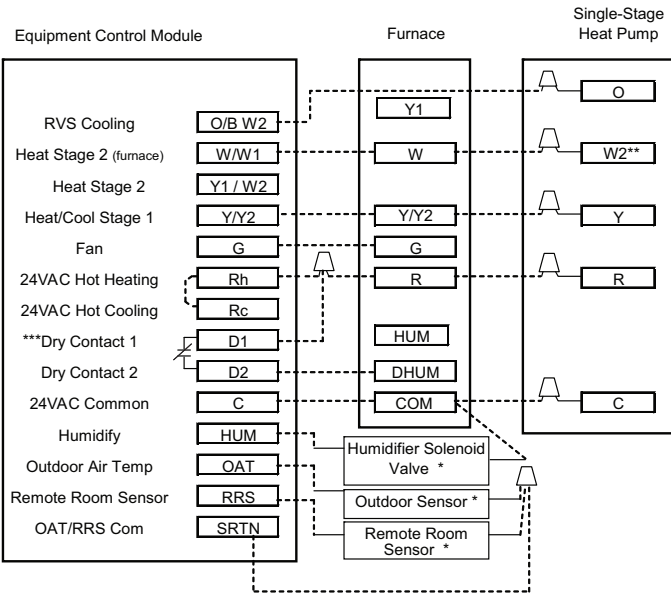 Equipment Control Module
Furnace
Single-Stage
Heat Pump
RVS Cooling
O/B W2
Y1
O
Heat Stage 2 (furnace)
W/W1
W
W2**
Heat Stage 2
Y1 / W2
Heat/Cool Stage 1
Y/Y2
Y/Y2
Y
Fan
G
G
24VAC Hot Heating
Rh
R
R
24VAC Hot Cooling
Rc
***Dry Contact 1
D1
HUM
Dry Contact 2
D2
DHUM
24VAC Common
C
COM
C
Humidify
HUM
Humidifier Solenoid
Valve *
Outdoor Air Temp
OAT
Outdoor Sensor *
Remote Room Sensor
RRS
Remote Room
Sensor *
OAT/RRS Com
SRTN